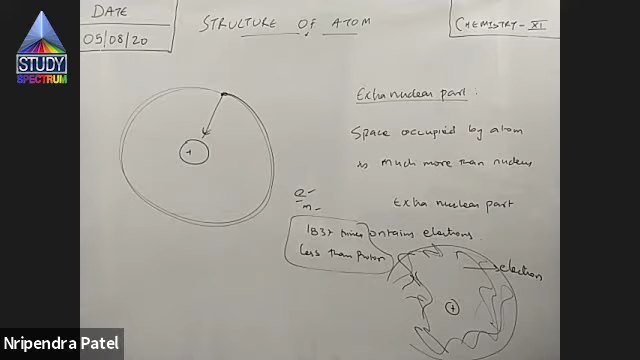 DATE
05/08/20
STRUCTURE OF ATOM
CHEMISTRY - XI
STUDY
SPECTRUM
Extra nuclear part :
Space occupied by atom
is much more than nucleus
e-
m-
Extra nuclear part
contains electrons.
1837 times
less than proton
electron
+
+
Nripendra Patel